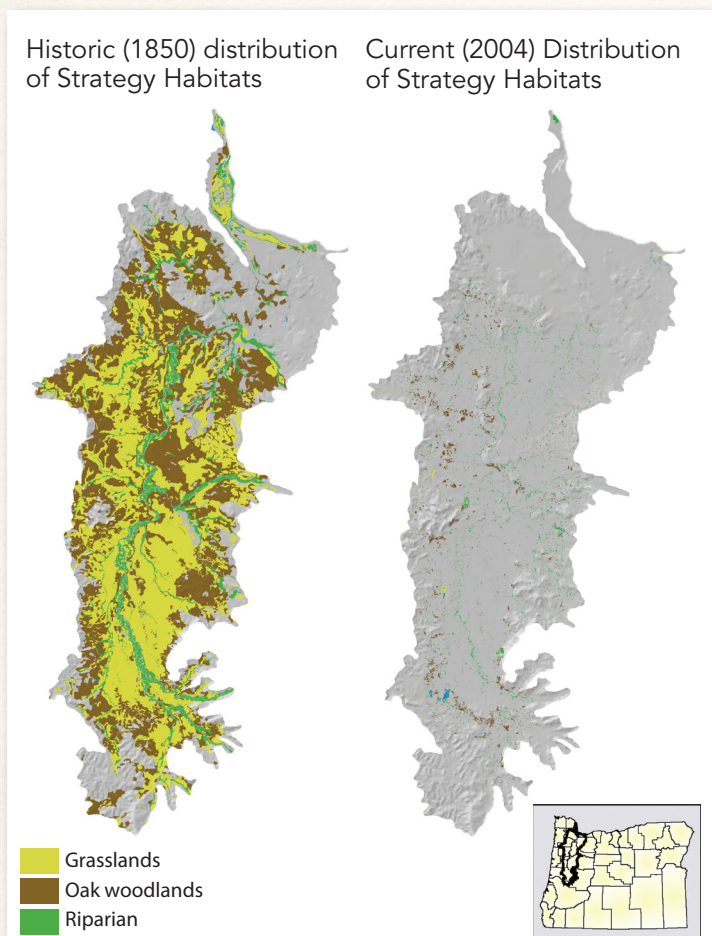 Historic (1850) distribution
of Strategy Habitats
Current (2004) Distribution
of Strategy Habitats
Grasslands
Oak woodlands
Riparian